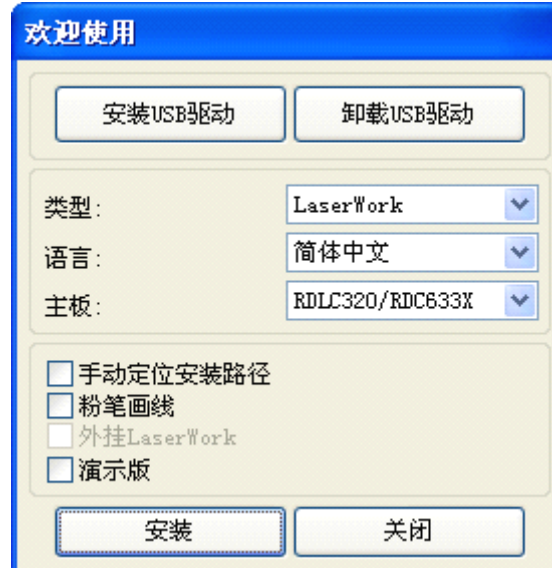 欢迎使用
安装USB驱动 卸载USB驱动
类型: LaserWork
语言: 简体中文
主板: RDLC320/RDC633X
手动定位安装路径
粉笔画线
外挂LaserWork
演示版
安装 关闭